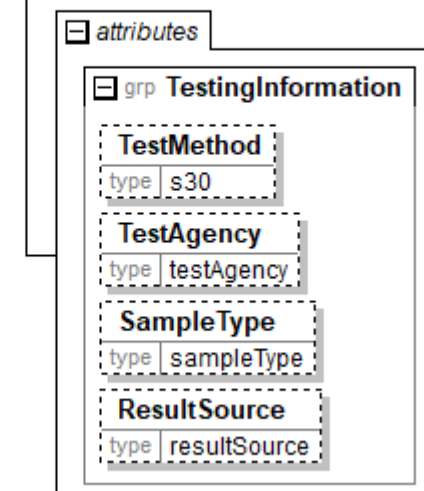 attributes
grp TestingInformation
TestMethod
type s30
TestAgency
type testAgency
SampleType
type sampleType
ResultSource
type resultSource